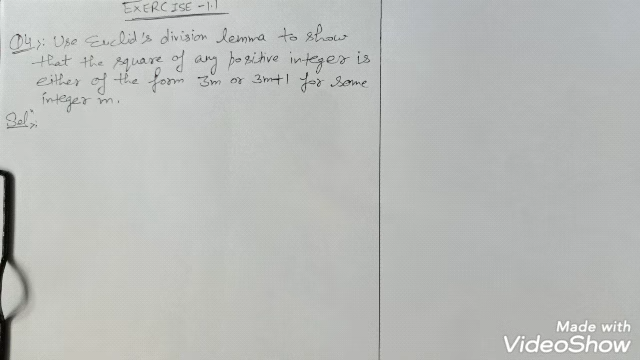 EXERCISE - 1.1
Q4.: Use Euclid's division lemma to show
that the square of any positive integer is
either of the form 3m or 3m+1 for some
integer m.
Solⁿ:
Made with
VideoShow